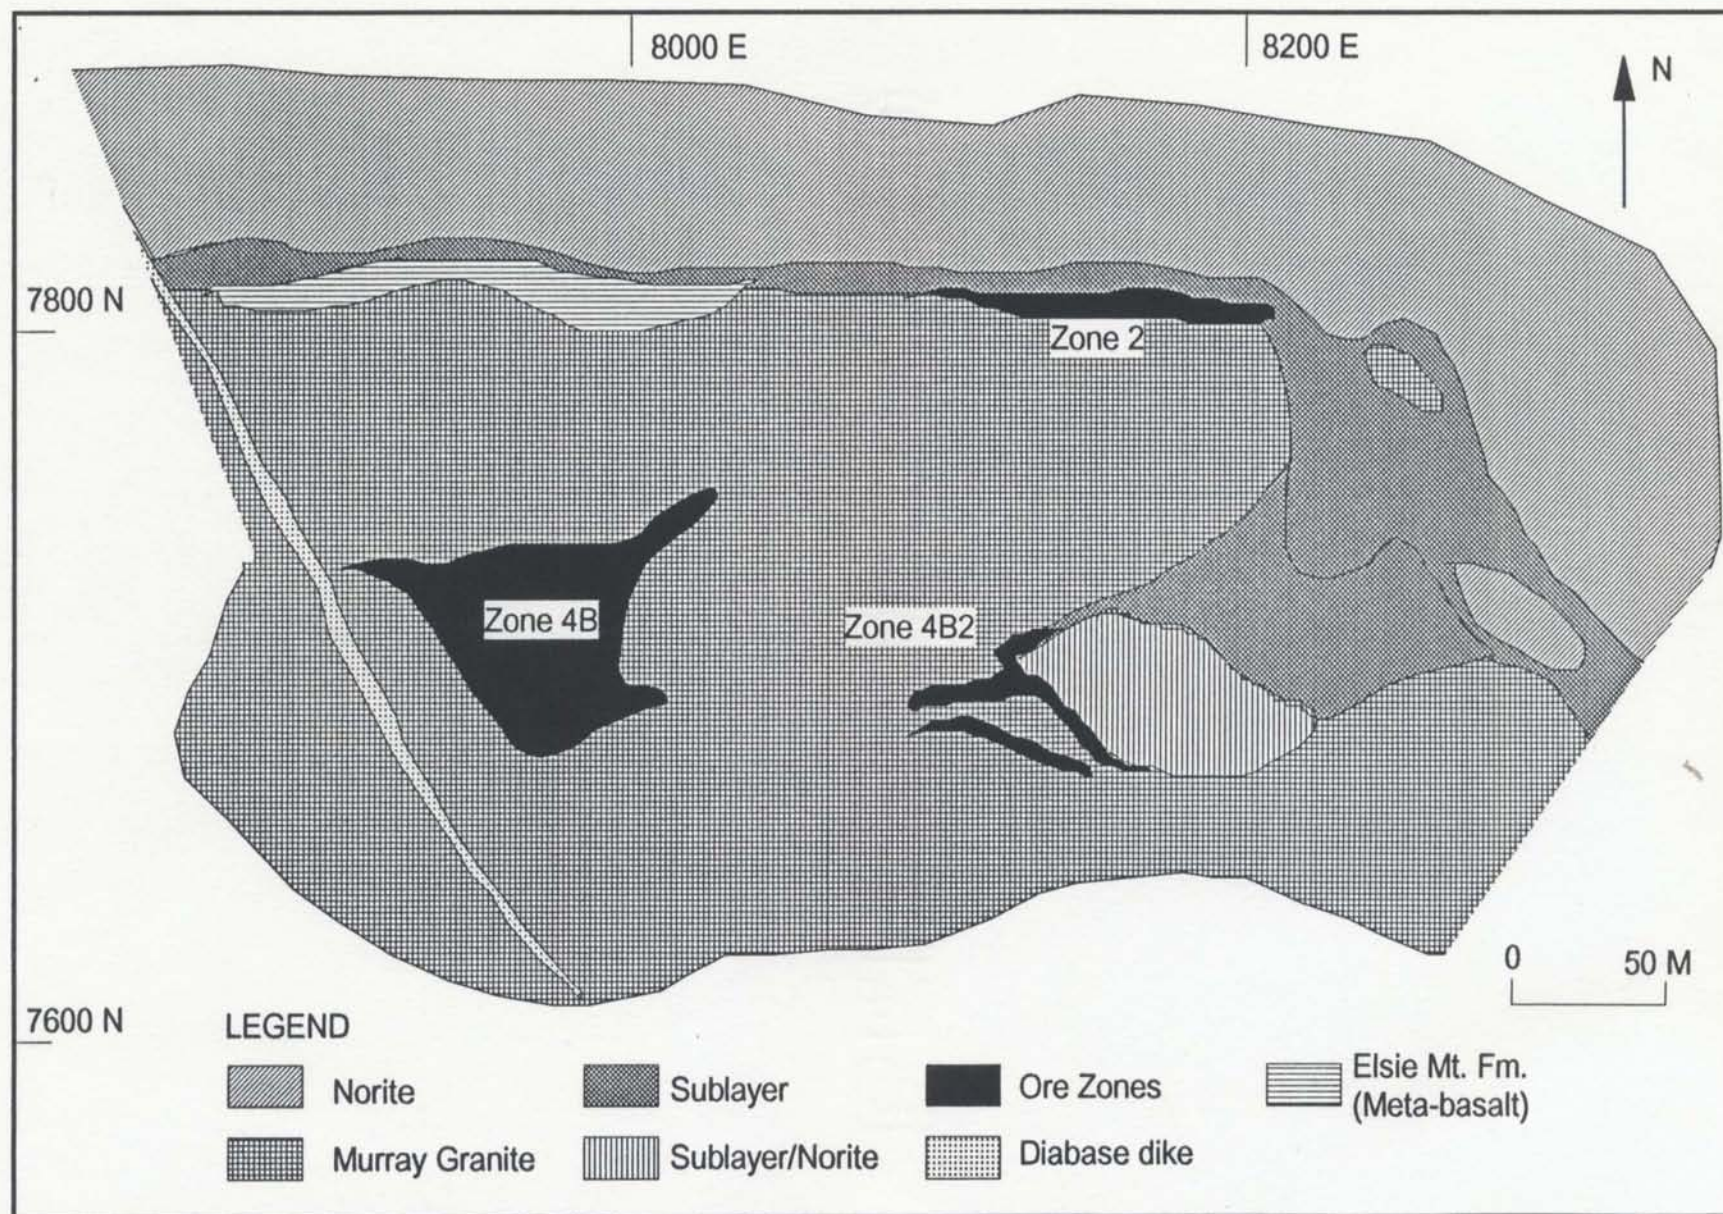 8000 E
8200 E
N
7800 N
Zone 2
Zone 4B
Zone 4B2
0 50 M
7600 N
LEGEND
Norite
Sublayer
Ore Zones
Elsie Mt. Fm.
(Meta-basalt)
Murray Granite
Sublayer/Norite
Diabase dike